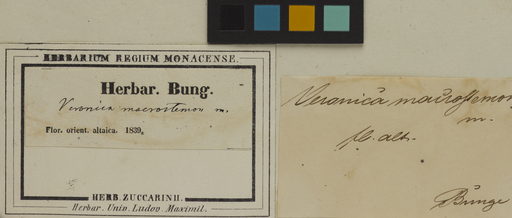 HERBARIUM REGIUM MONACENSE.
Herbar. Bung.
Veronica macrostemon m.
Flor. orient. altaica. 1839.
HERB. ZUCCARINII.
Herbar. Univ. Ludov. Maximil.
Veronica macrostemon
m.
fl. alt.
Bunge